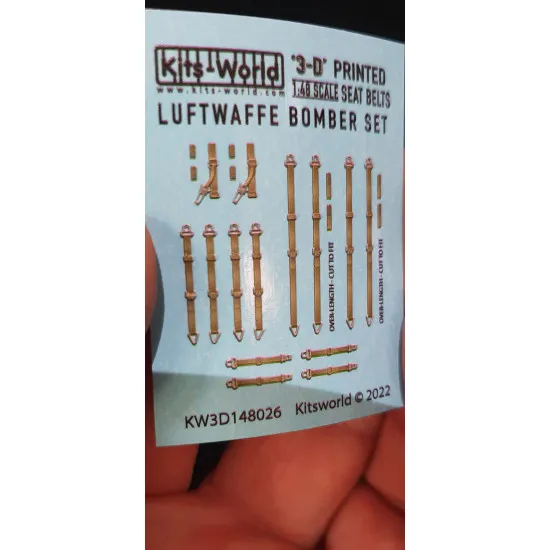 Kits-World
www.kits-world.com
"3-D" PRINTED
1:48 SCALE SEAT BELTS
LUFTWAFFE BOMBER SET
OVER-LENGTH - CUT TO FIT
OVER-LENGTH - CUT TO FIT
KW3D148026 Kitsworld © 2022